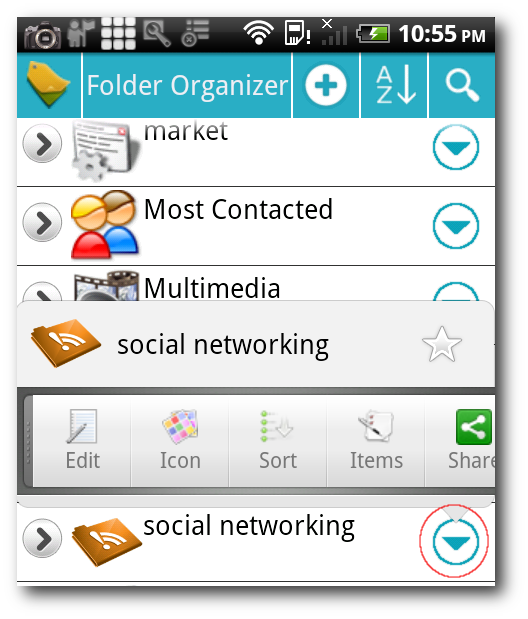 10:55 PM
Folder Organizer
A
Z
market
Most Contacted
Multimedia
social networking
Edit
Icon
Sort
Items
Share
social networking